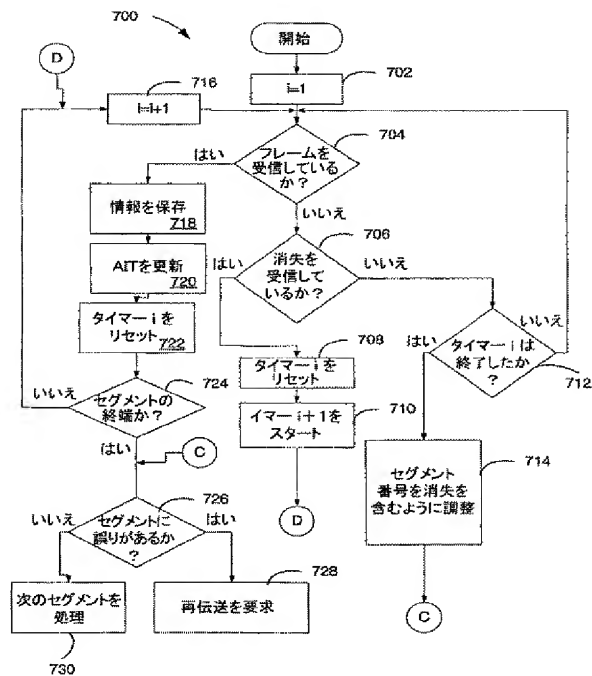 700
開始
D
716
i=i+1
i=1
702
704
フレームを
受信している
か？
はい
いいえ
情報を保存
718
706
消失を
受信して
いるか？
はい
いいえ
AITを更新
720
タイマー i を
リセット
722
708
タイマー i を
リセット
タイマー i は
終了したか
？
はい
いいえ
712
724
セグメントの
終端か？
いいえ
はい
710
イマー i+1を
スタート
C
D
714
セグメント
番号を消失を
含むように調整
726
セグメントに
誤りがあるか
？
いいえ
はい
728
次のセグメントを
処理
再伝送を要求
C
730